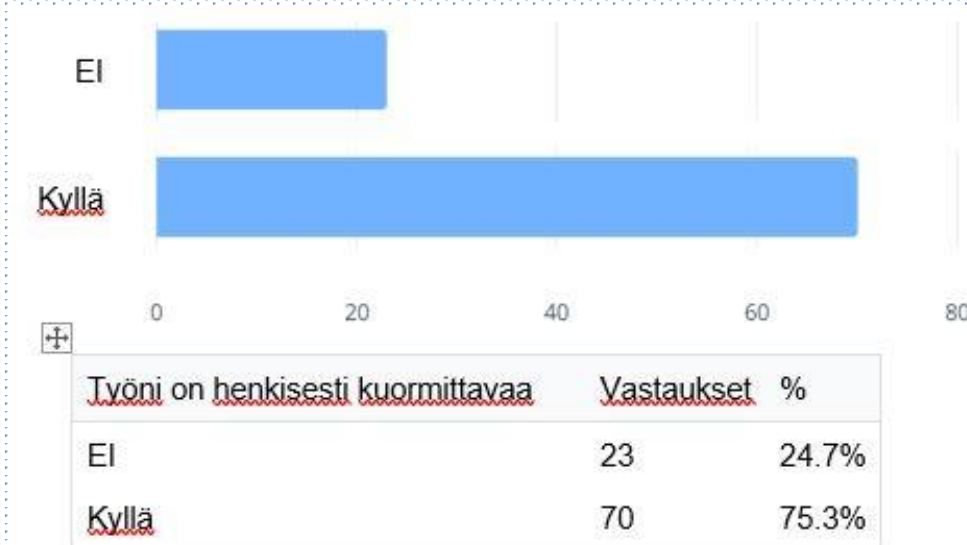 EI
Kyllä
0 20 40 60 80
Työni on henkisesti kuormittavaa Vastaukset %
EI 23 24.7%
Kyllä 70 75.3%